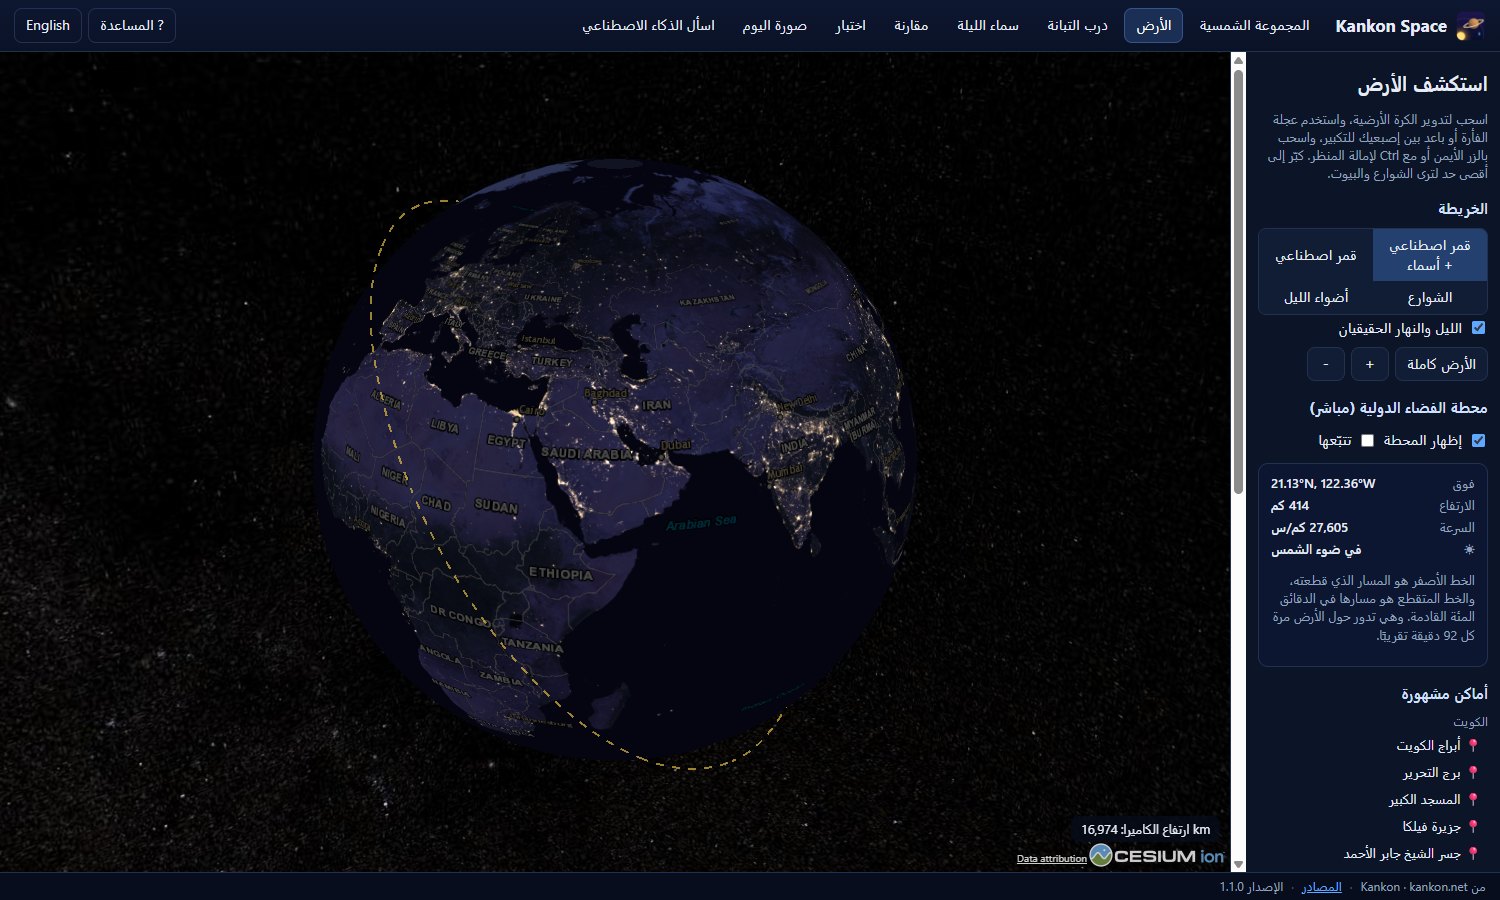 Kankon Space
المجموعة الشمسية
الأرض
درب التبانة
سماء الليلة
مقارنة
اختبار
صورة اليوم
اسأل الذكاء الاصطناعي
? المساعدة
English
استكشف الأرض
اسحب لتدوير الكرة الأرضية، واستخدم عجلة
الفأرة أو باعد بين إصبعيك للتكبير، واسحب
بالزر الأيمن أو مع Ctrl لإمالة المنظر. كبّر إلى
أقصى حد لترى الشوارع والبيوت.
الخريطة
قمر اصطناعي
+ أسماء
قمر اصطناعي
الشوارع
أضواء الليل
الليل والنهار الحقيقيان
الأرض كاملة
+
-
محطة الفضاء الدولية (مباشر)
إظهار المحطة
تتبّعها
فوق 21.13°N, 122.36°W
الارتفاع 414 كم
السرعة 27,605 كم/س
☀ في ضوء الشمس
الخط الأصفر هو المسار الذي قطعته،
والخط المتقطع هو مسارها في الدقائق
المئة القادمة. وهي تدور حول الأرض مرة
كل 92 دقيقة تقريبًا.
أماكن مشهورة
الكويت
أبراج الكويت
برج التحرير
المسجد الكبير
جزيرة فيلكا
جسر الشيخ جابر الأحمد
POLAND
UKRAINE
KAZAKHSTAN
MONGOLIA
Istanbul
GREECE
TURKEY
CHINA
ALGERIA
LIBYA
Cairo
EGYPT
Baghdad
IRAN
New Delhi
SAUDI ARABIA
Dubai
INDIA
MYANMAR
BURMA
Mumbai
MALI
NIGER
CHAD
SUDAN
NIGERIA
Arabian Sea
ETHIOPIA
DR CONGO
TANZANIA
ANGOLA
ZAMBIA
NAMIBIA
ارتفاع الكاميرا: 16,974 km
Data attribution
CESIUM ion
من Kankon · kankon.net · المصادر · الإصدار 1.1.0